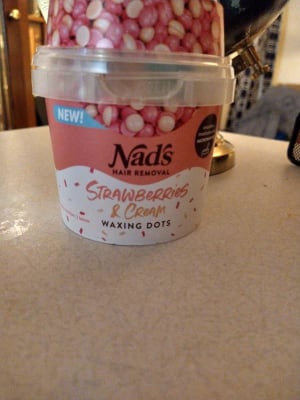 NEW!
Nad's
HAIR REMOVAL
STRAWBERRIES
& CREAM
WAXING DOTS